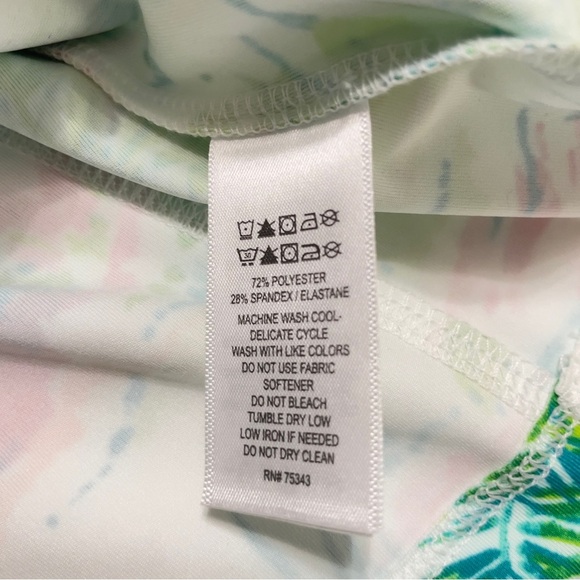 30
72% POLYESTER
28% SPANDEX / ELASTANE
MACHINE WASH COOL-
DELICATE CYCLE
WASH WITH LIKE COLORS
DO NOT USE FABRIC
SOFTENER
DO NOT BLEACH
TUMBLE DRY LOW
LOW IRON IF NEEDED
DO NOT DRY CLEAN
RN# 75343